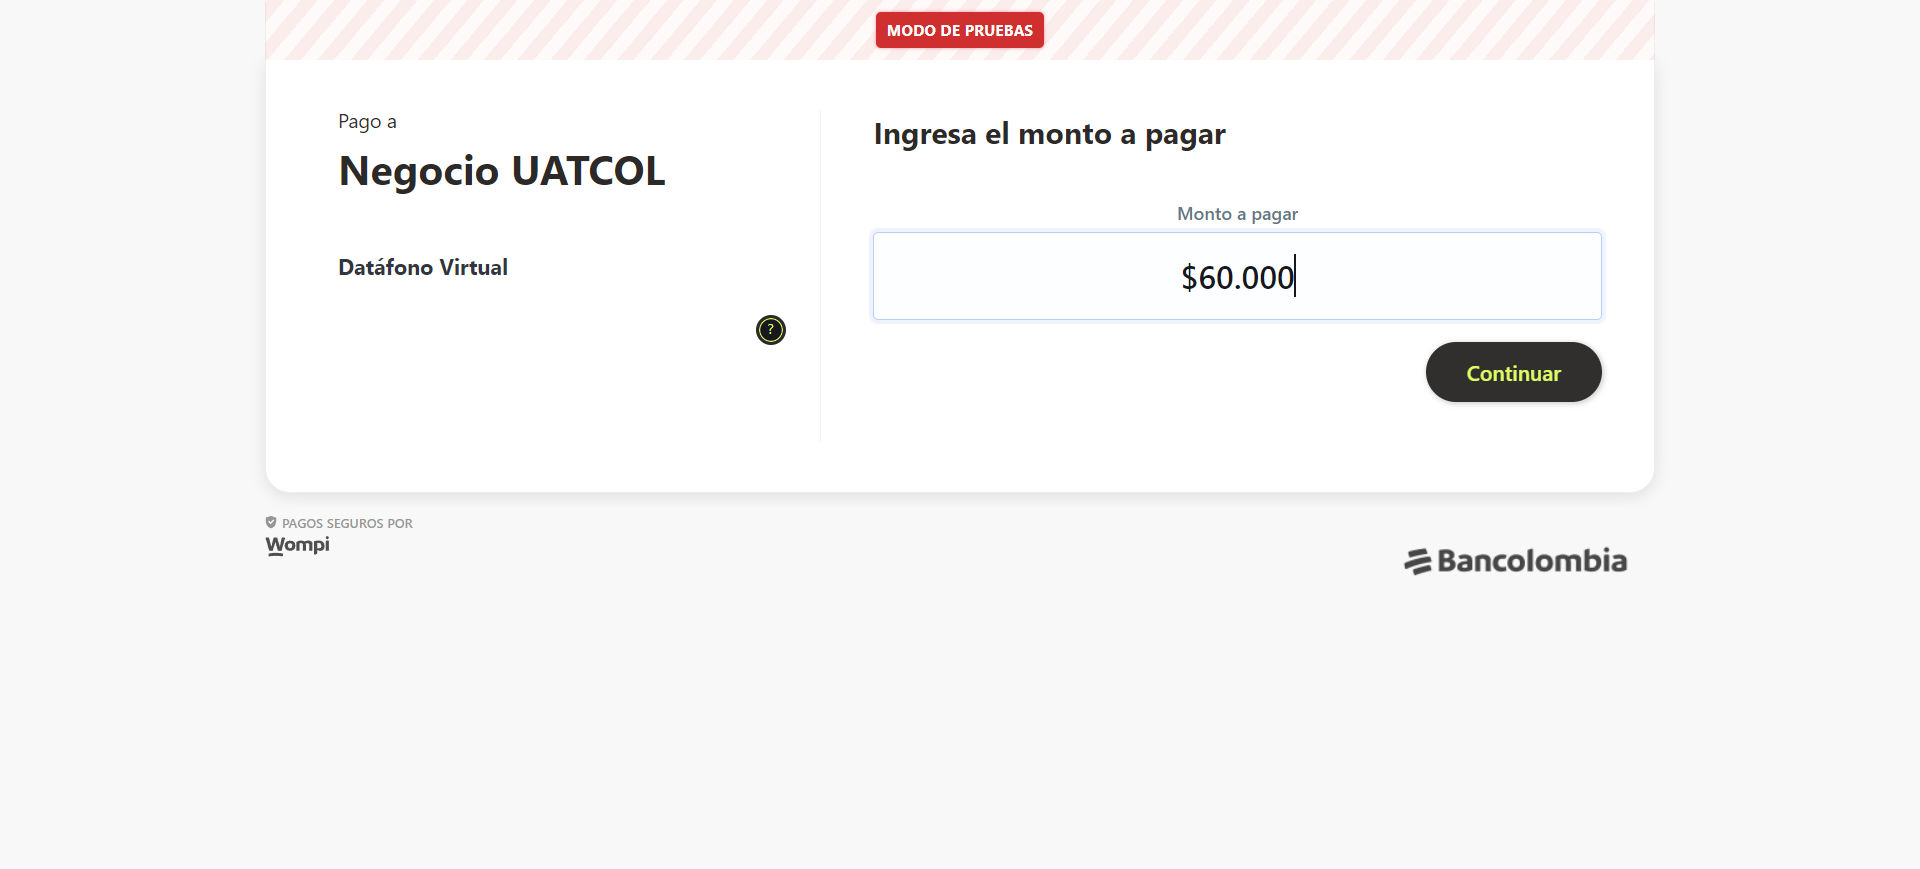 MODO DE PRUEBAS
Pago a
Negocio UATCOL
Datáfono Virtual
?
Ingresa el monto a pagar
Monto a pagar
$60.000
Continuar
PAGOS SEGUROS POR
Wompi
Bancolombia